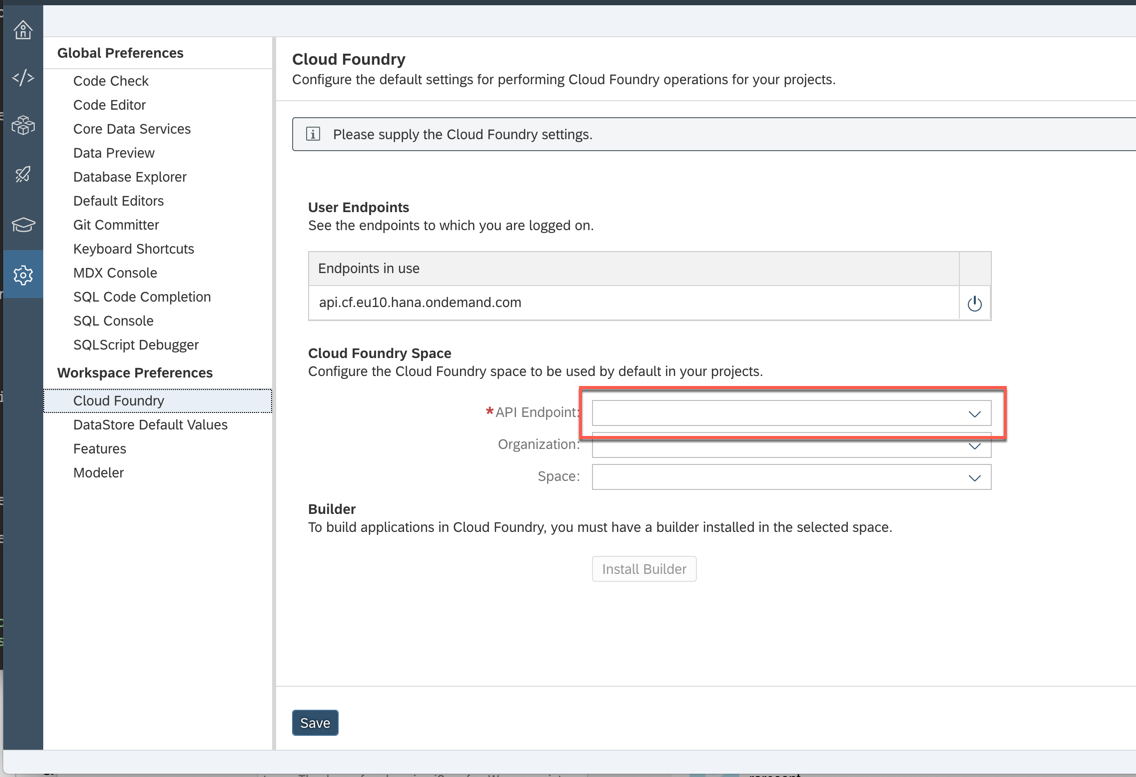 Global Preferences
Code Check
Code Editor
Core Data Services
Data Preview
Database Explorer
Default Editors
Git Committer
Keyboard Shortcuts
MDX Console
SQL Code Completion
SQL Console
SQLScript Debugger
Workspace Preferences
Cloud Foundry
DataStore Default Values
Features
Modeler
Cloud Foundry
Configure the default settings for performing Cloud Foundry operations for your projects.
Please supply the Cloud Foundry settings.
User Endpoints
See the endpoints to which you are logged on.
Endpoints in use
api.cf.eu10.hana.ondemand.com
Cloud Foundry Space
Configure the Cloud Foundry space to be used by default in your projects.
*API Endpoint:
Organization:
Space:
Builder
To build applications in Cloud Foundry, you must have a builder installed in the selected space.
Install Builder
Save